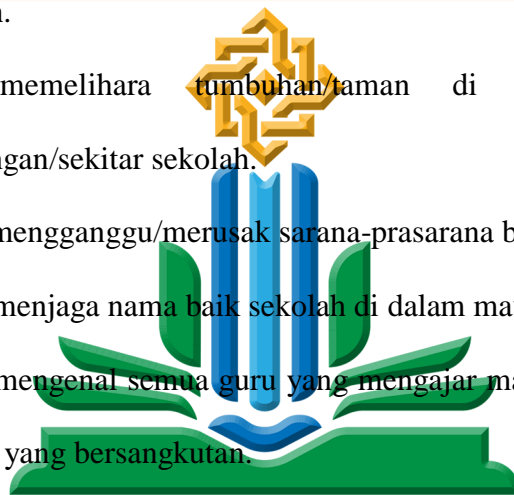 memelihara tumbuhan/taman di
ngan/sekitar sekolah.
mengganggu/merusak sarana-prasarana b
menjaga nama baik sekolah di dalam ma
mengenal semua guru yang mengajar ma
yang bersangkutan.